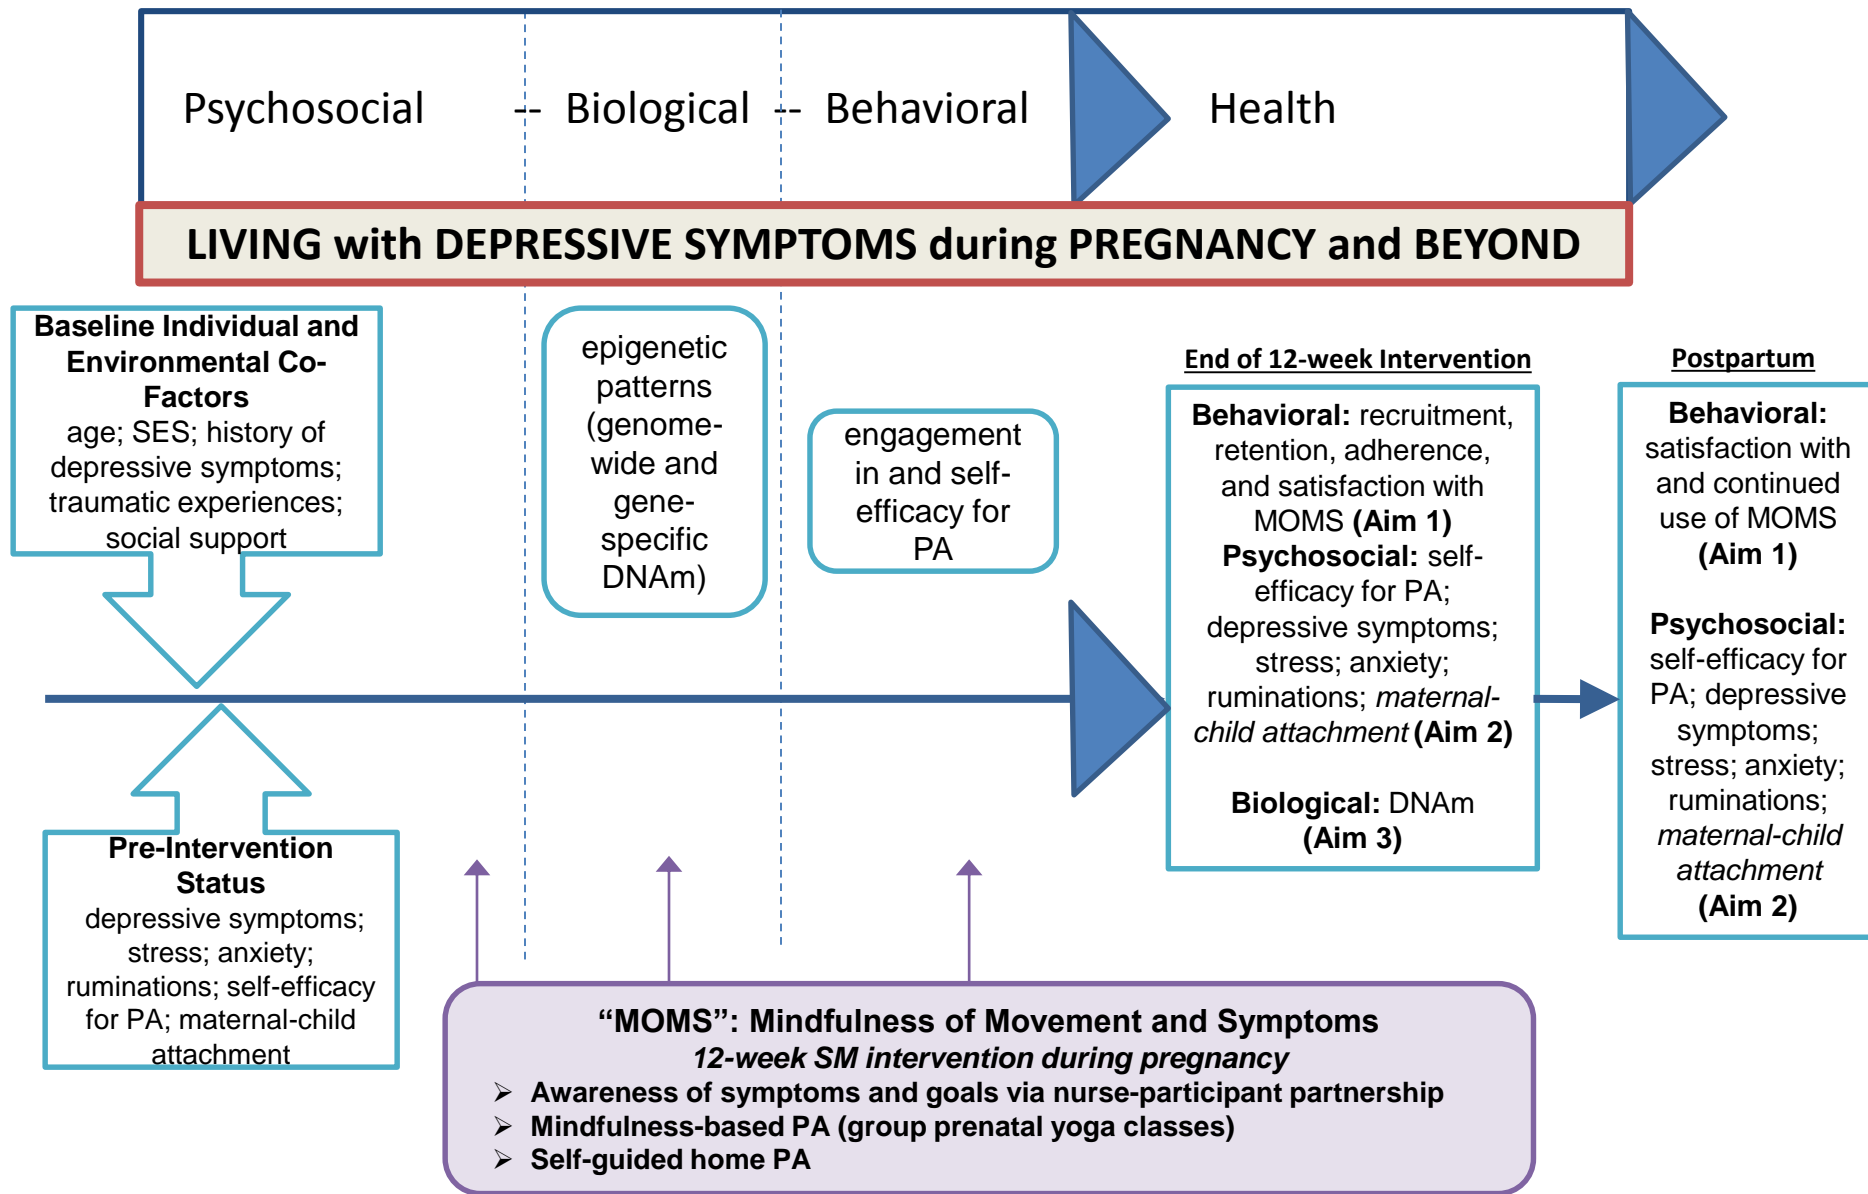 Psychosocial -- Biological -- Behavioral Health
LIVING with DEPRESSIVE SYMPTOMS during PREGNANCY and BEYOND
Baseline Individual and
Environmental Co-
Factors
age; SES; history of
depressive symptoms;
traumatic experiences;
social support
epigenetic
patterns
(genome-
wide and
gene-
specific
DNAm)
engagement
in and self-
efficacy for
PA
End of 12-week Intervention
Behavioral: recruitment,
retention, adherence,
and satisfaction with
MOMS (Aim 1)
Psychosocial: self-
efficacy for PA;
depressive symptoms;
stress; anxiety;
ruminations; maternal-
child attachment (Aim 2)
Biological: DNAm
(Aim 3)
Postpartum
Behavioral:
satisfaction with
and continued
use of MOMS
(Aim 1)
Psychosocial:
self-efficacy for
PA; depressive
symptoms;
stress; anxiety;
ruminations;
maternal-child
attachment
(Aim 2)
Pre-Intervention
Status
depressive symptoms;
stress; anxiety;
ruminations; self-efficacy
for PA; maternal-child
attachment
“MOMS”: Mindfulness of Movement and Symptoms
12-week SM intervention during pregnancy
➢ Awareness of symptoms and goals via nurse-participant partnership
➢ Mindfulness-based PA (group prenatal yoga classes)
➢ Self-guided home PA